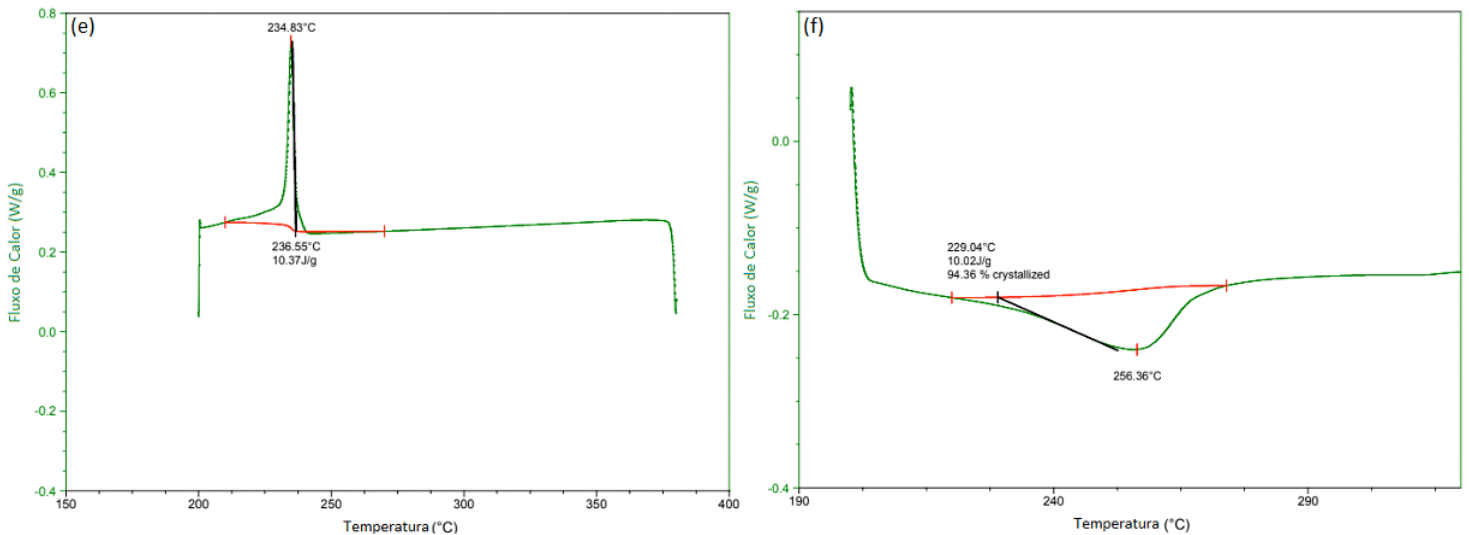 (e)
234.83°C
236.55°C
10.37J/g
Fluxo de Calor (W/g)
0.8
0.6
0.4
0.2
0.0
-0.2
-0.4
150
200
250
300
350
400
Temperatura (°C)
(f)
229.04°C
10.02J/g
94.36 % crystallized
256.36°C
Fluxo de Calor (W/g)
0.0
-0.2
-0.4
190
240
290
Temperatura (°C)